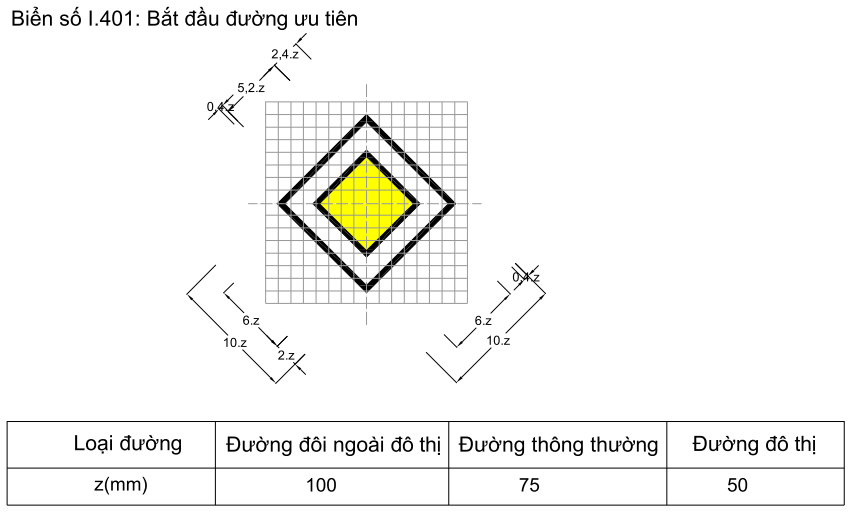 Biển số I.401: Bắt đầu đường ưu tiên
2,4.z
5,2.z
0,4.z
0,4.z
6.z
6.z
10.z
10.z
2.z
Loại đường Đường đôi ngoài đô thị Đường thông thường Đường đô thị
z(mm) 100 75 50